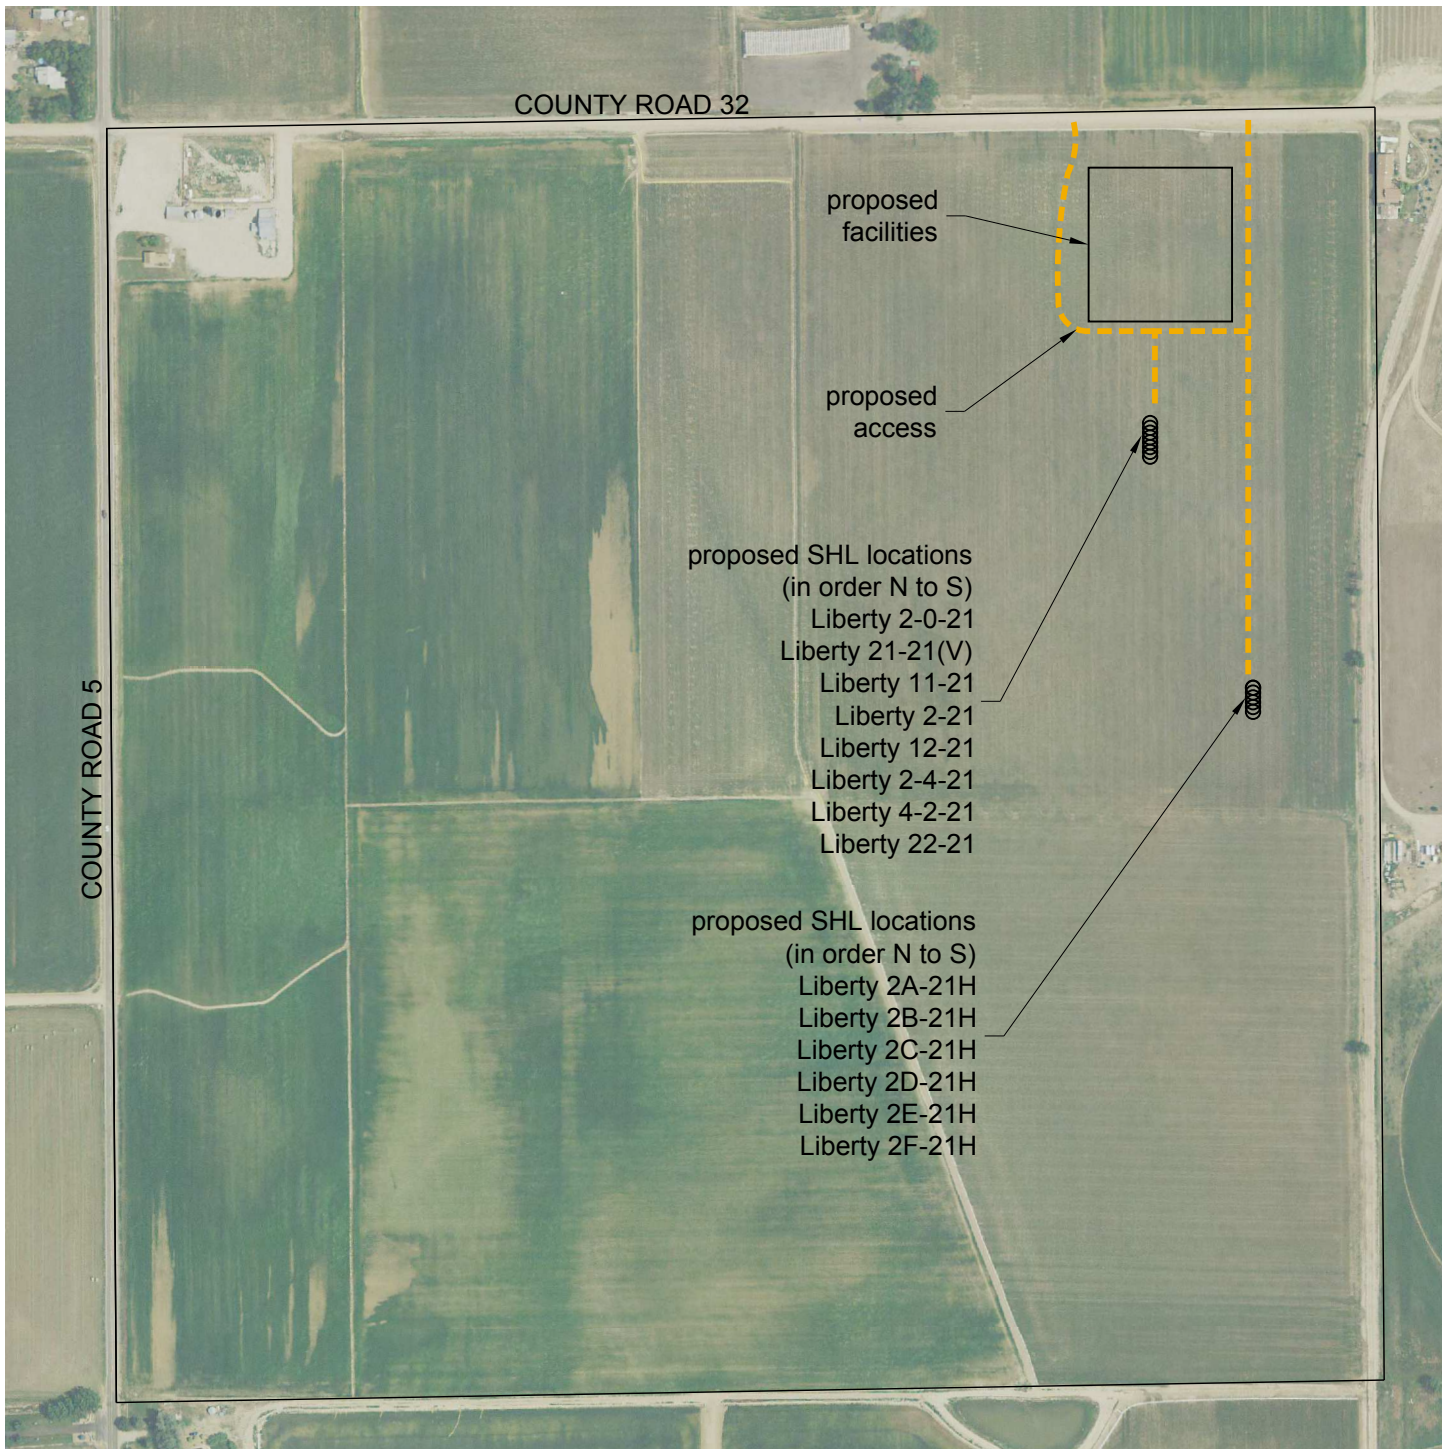 COUNTY ROAD 32
proposed
facilities
proposed
access
proposed SHL locations
(in order N to S)
Liberty 2-0-21
Liberty 21-21(V)
Liberty 11-21
Liberty 2-21
Liberty 12-21
Liberty 2-4-21
Liberty 4-2-21
Liberty 22-21
COUNTY ROAD 5
proposed SHL locations
(in order N to S)
Liberty 2A-21H
Liberty 2B-21H
Liberty 2C-21H
Liberty 2D-21H
Liberty 2E-21H
Liberty 2F-21H